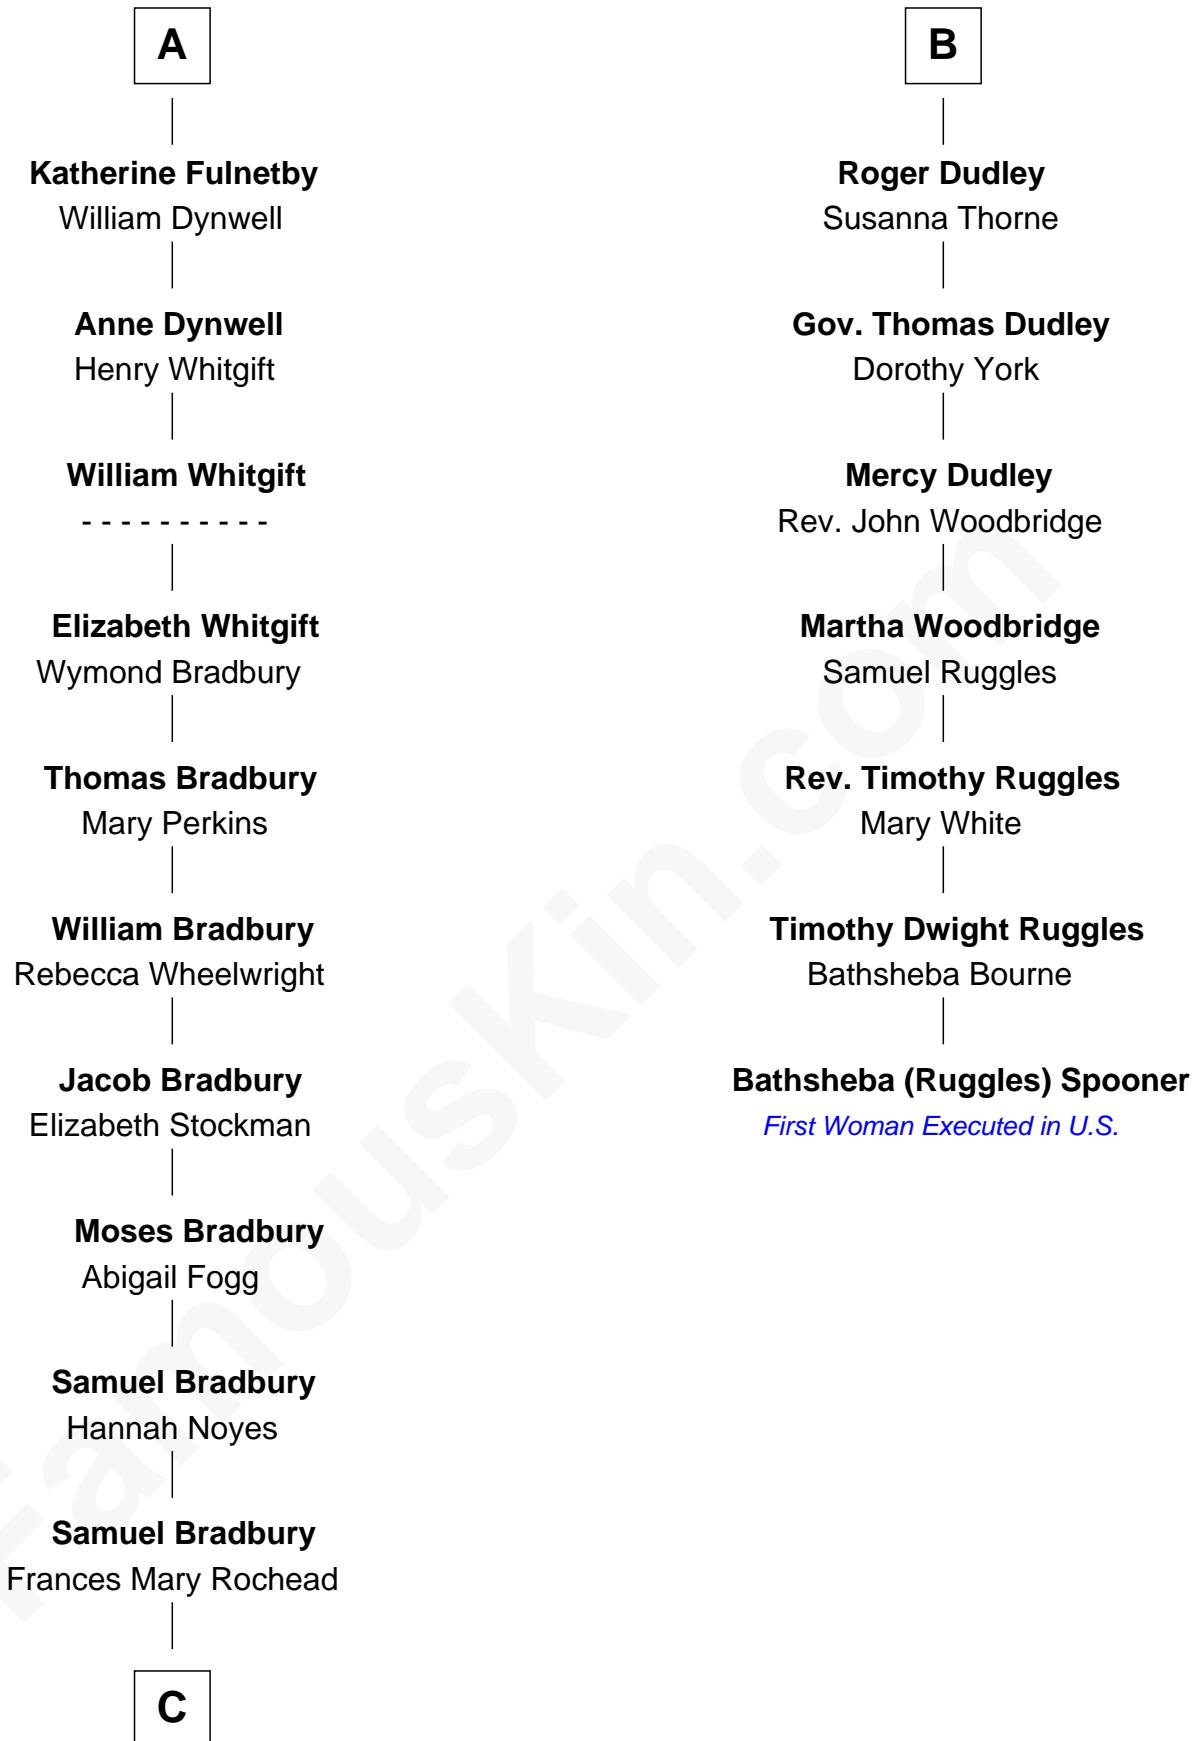 A
Katherine Fulnetby
William Dynwell
Anne Dynwell
Henry Whitgift
William Whitgift
- - - - - - - - - -
Elizabeth Whitgift
Wymond Bradbury
Thomas Bradbury
Mary Perkins
William Bradbury
Rebecca Wheelwright
Jacob Bradbury
Elizabeth Stockman
Moses Bradbury
Abigail Fogg
Samuel Bradbury
Hannah Noyes
Samuel Bradbury
Frances Mary Rochead
C
B
Roger Dudley
Susanna Thorne
Gov. Thomas Dudley
Dorothy York
Mercy Dudley
Rev. John Woodbridge
Martha Woodbridge
Samuel Ruggles
Rev. Timothy Ruggles
Mary White
Timothy Dwight Ruggles
Bathsheba Bourne
Bathsheba (Ruggles) Spooner
First Woman Executed in U.S.
FamousKin.com